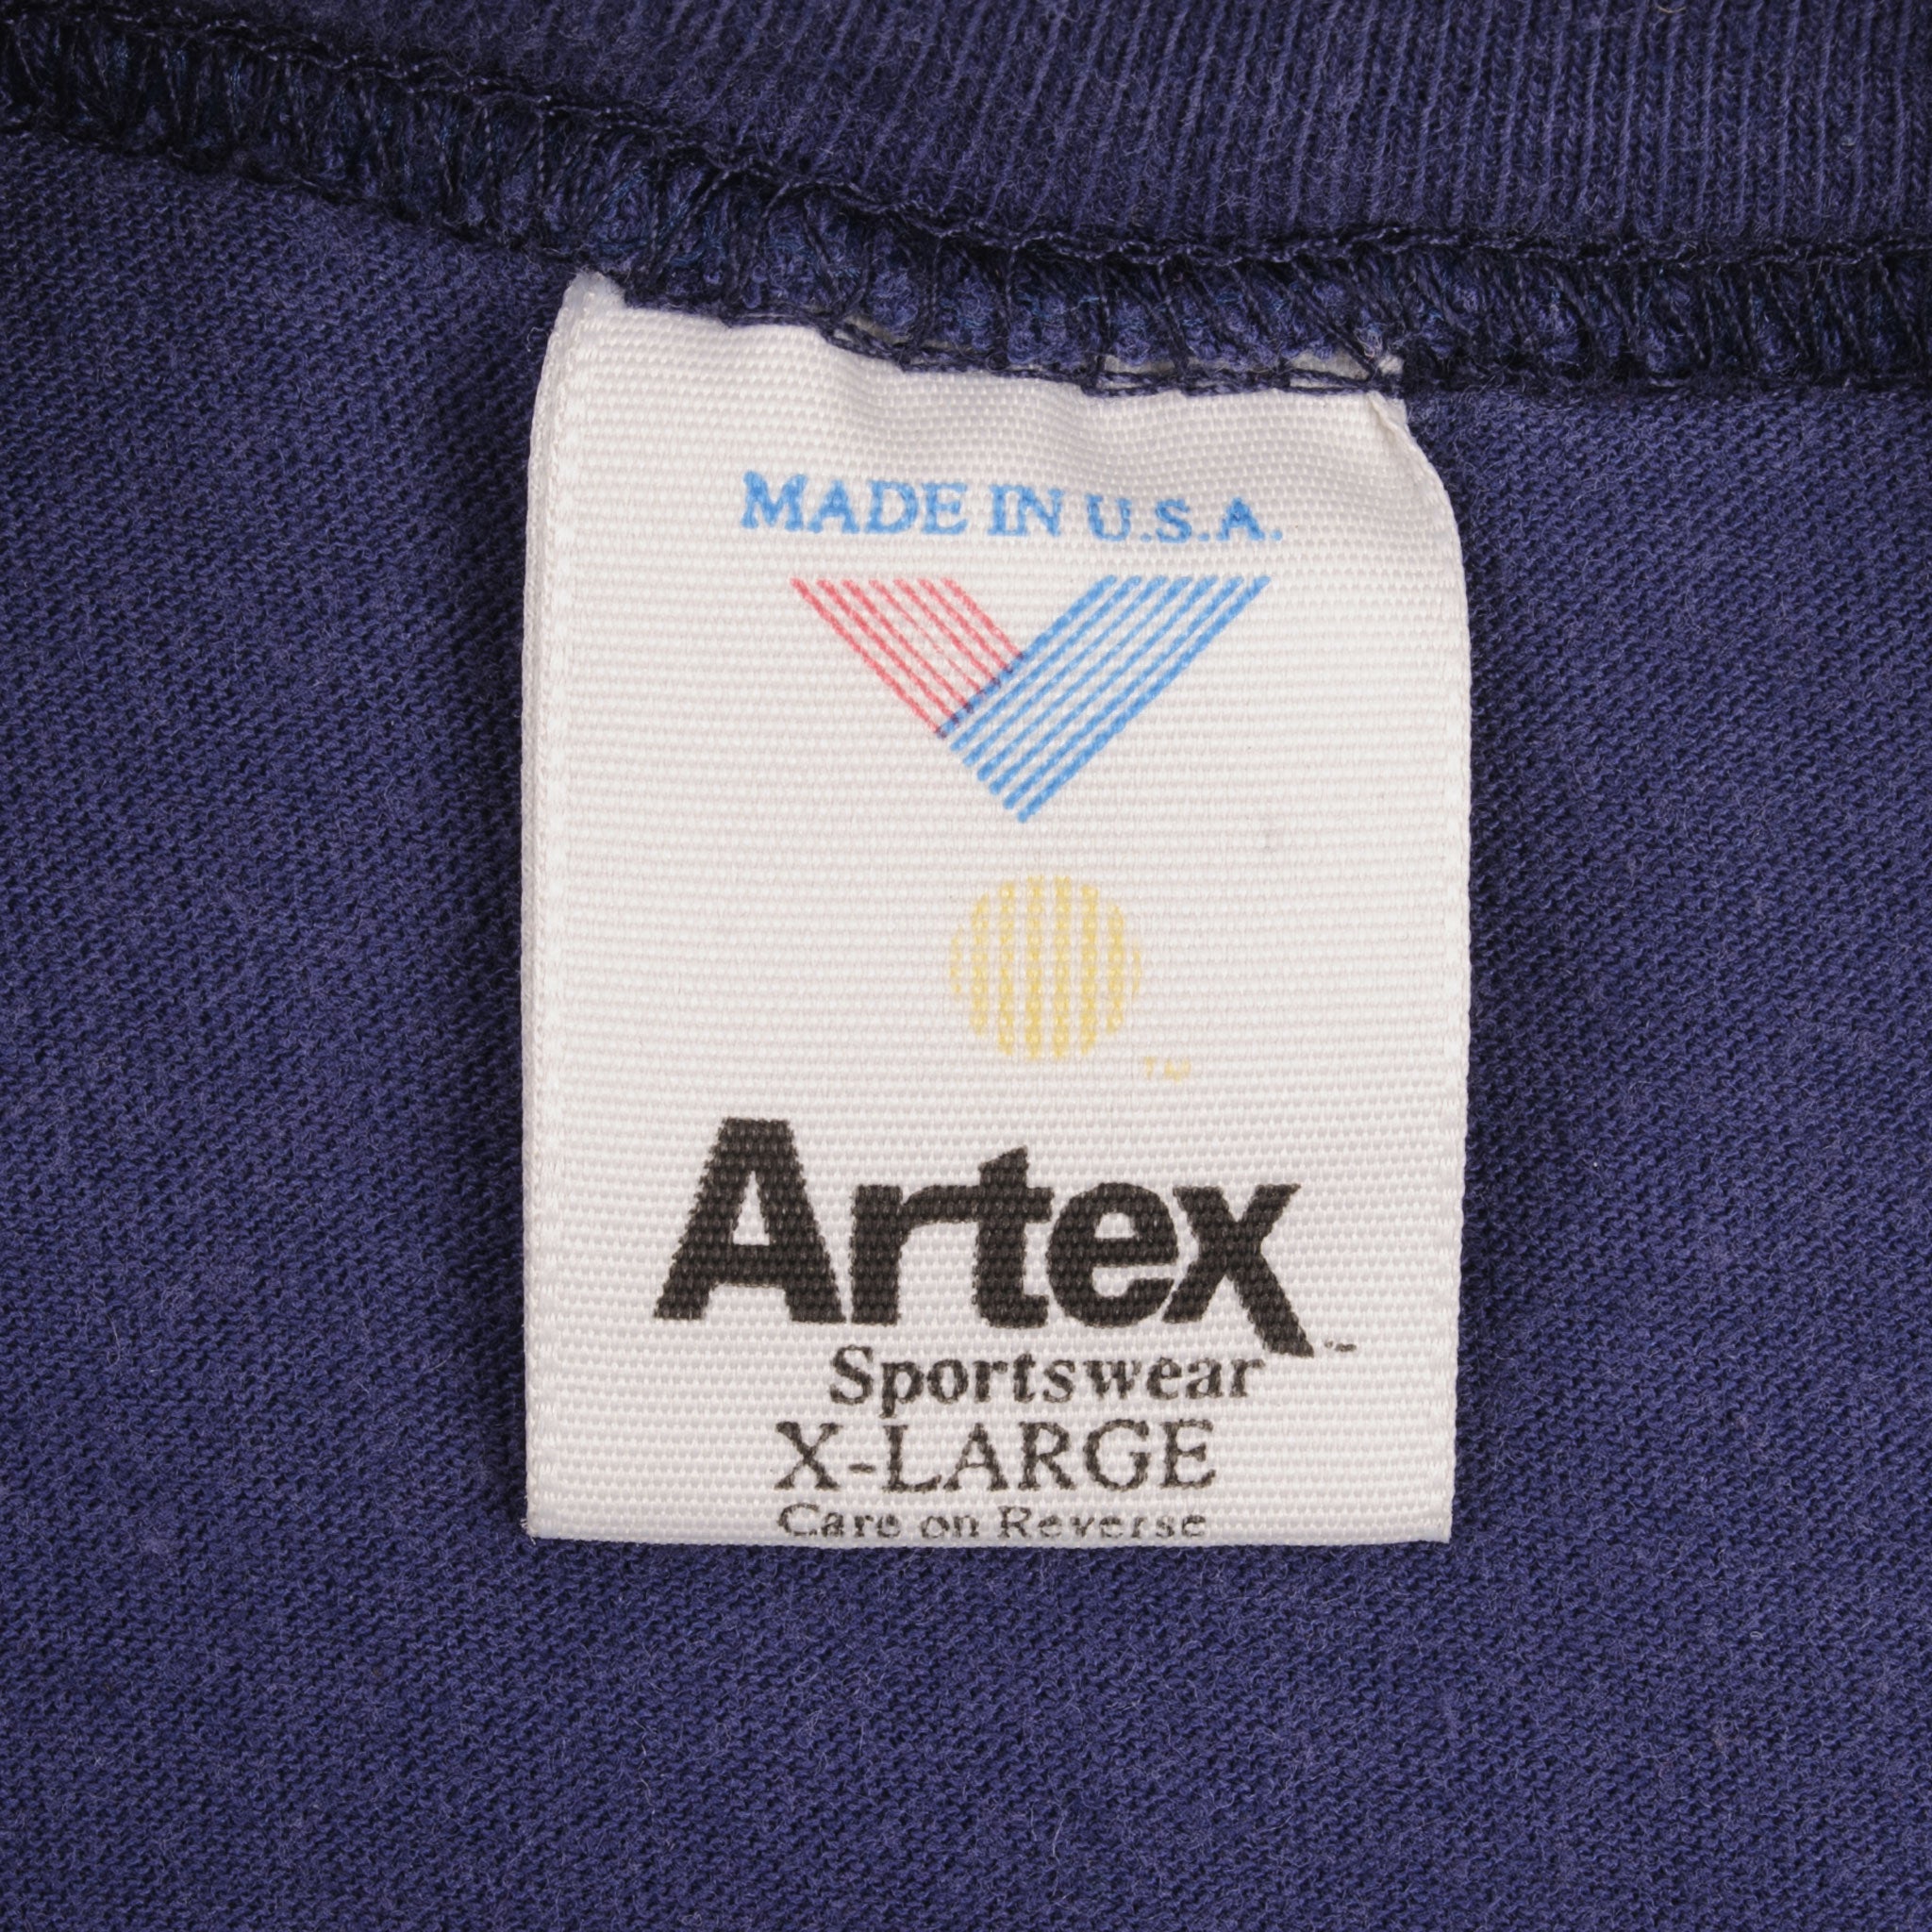 MADE IN U.S.A.
TM
Artex
Sportswear
X-LARGE
Care on Reverse